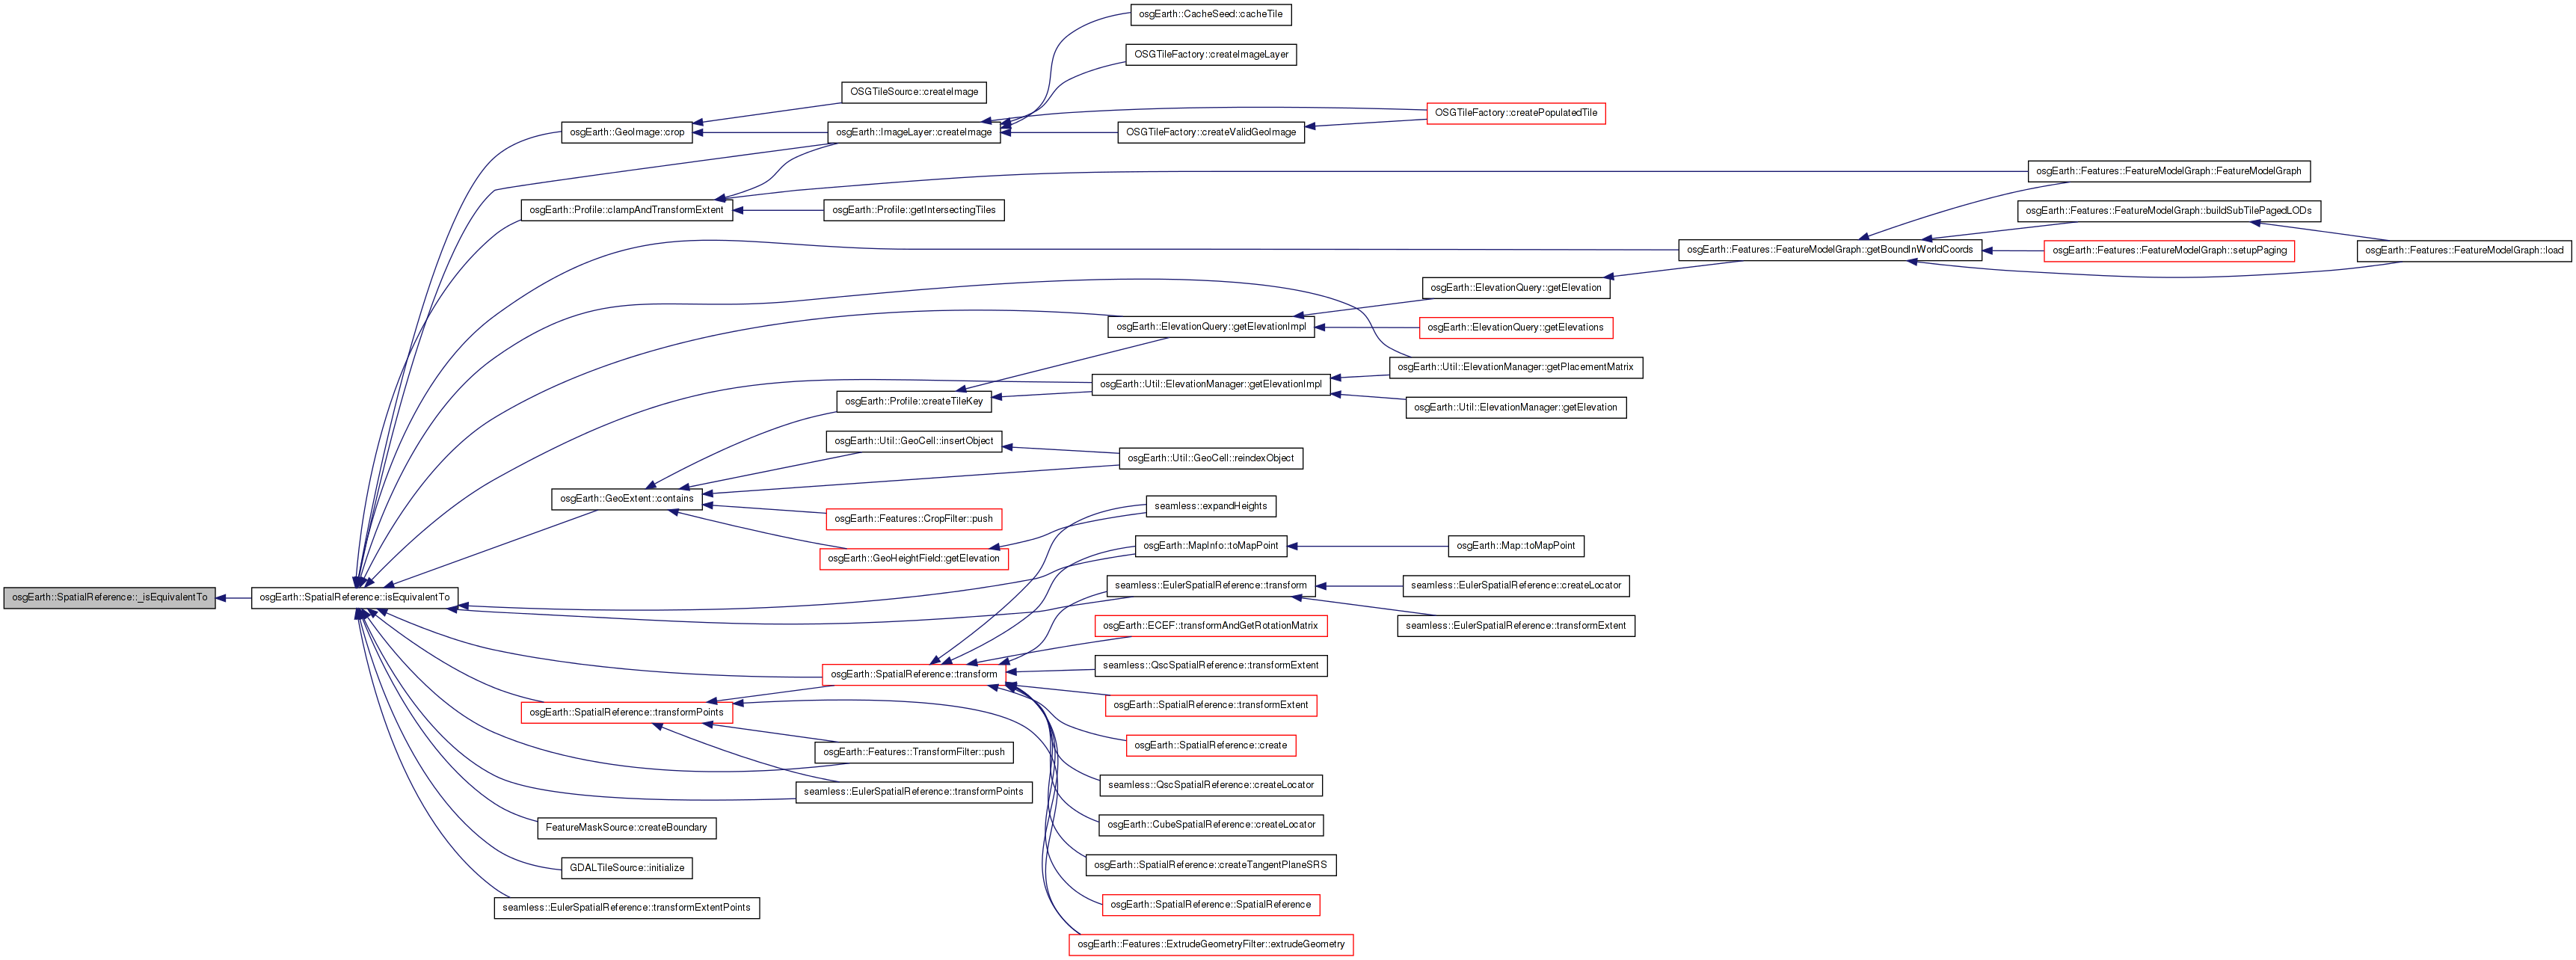 osgEarth::CacheSeed::cacheTile
OSGTileFactory::createImageLayer
OSGTileSource::createImage
OSGTileFactory::createPopulatedTile
osgEarth::GeoImage::crop
osgEarth::ImageLayer::createImage
OSGTileFactory::createValidGeoImage
osgEarth::Features::FeatureModelGraph::FeatureModelGraph
osgEarth::Profile::clampAndTransformExtent
osgEarth::Profile::getIntersectingTiles
osgEarth::Features::FeatureModelGraph::buildSubTilePagedLODs
osgEarth::Features::FeatureModelGraph::getBoundInWorldCoords
osgEarth::Features::FeatureModelGraph::setupPaging
osgEarth::Features::FeatureModelGraph::load
osgEarth::ElevationQuery::getElevation
osgEarth::ElevationQuery::getElevationImpl
osgEarth::ElevationQuery::getElevations
osgEarth::Util::ElevationManager::getPlacementMatrix
osgEarth::Util::ElevationManager::getElevationImpl
osgEarth::Profile::createTileKey
osgEarth::Util::ElevationManager::getElevation
osgEarth::Util::GeoCell::insertObject
osgEarth::Util::GeoCell::reindexObject
osgEarth::GeoExtent::contains
seamless::expandHeights
osgEarth::Features::CropFilter::push
osgEarth::MapInfo::toMapPoint
osgEarth::Map::toMapPoint
osgEarth::GeoHeightField::getElevation
seamless::EulerSpatialReference::transform
seamless::EulerSpatialReference::createLocator
osgEarth::SpatialReference::_isEquivalentTo
osgEarth::SpatialReference::isEquivalentTo
osgEarth::ECEF::transformAndGetRotationMatrix
seamless::EulerSpatialReference::transformExtent
seamless::QscSpatialReference::transformExtent
osgEarth::SpatialReference::transform
osgEarth::SpatialReference::transformExtent
osgEarth::SpatialReference::transformPoints
osgEarth::SpatialReference::create
osgEarth::Features::TransformFilter::push
seamless::QscSpatialReference::createLocator
seamless::EulerSpatialReference::transformPoints
osgEarth::CubeSpatialReference::createLocator
FeatureMaskSource::createBoundary
osgEarth::SpatialReference::createTangentPlaneSRS
GDALTileSource::initialize
osgEarth::SpatialReference::SpatialReference
seamless::EulerSpatialReference::transformExtentPoints
osgEarth::Features::ExtrudeGeometryFilter::extrudeGeometry